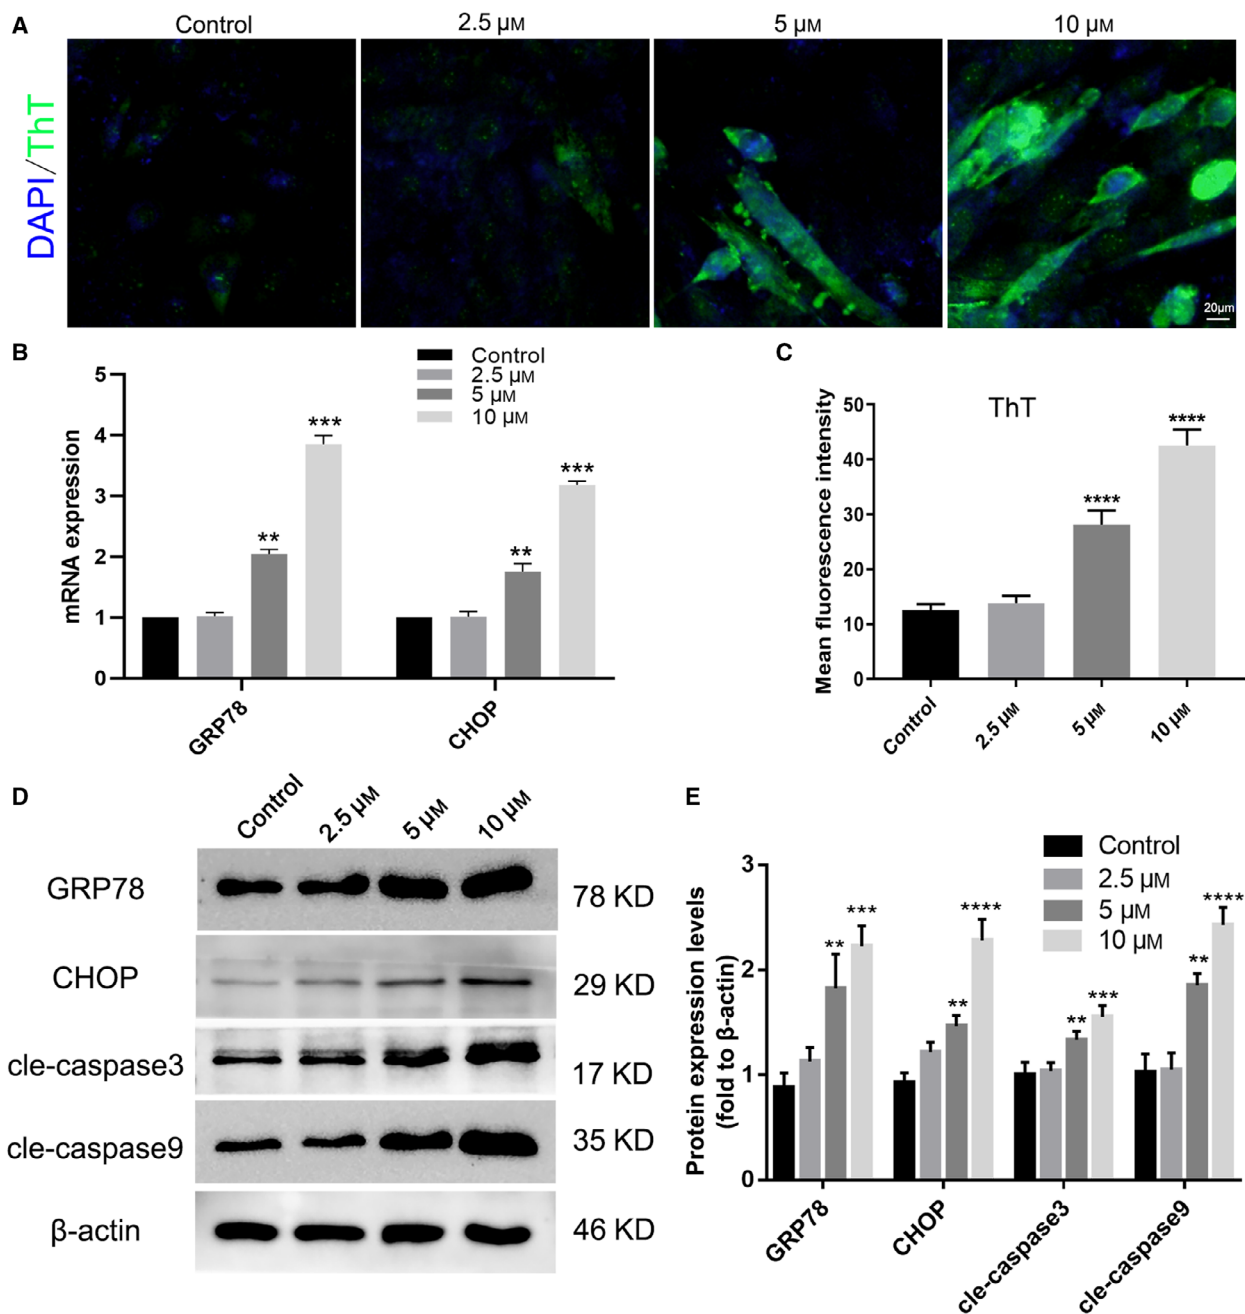 A
Control
2.5 μM
5 μM
10 μM
DAPI/ThT
20μm
B
Control
2.5 μM
5 μM
10 μM
mRNA expression
5
4
3
2
1
0
**
***
**
***
GRP78
CHOP
C
ThT
Mean fluorescence intensity
50
40
30
20
10
0
****
****
Control
2.5 μM
5 μM
10 μM
D
Control
2.5 μM
5 μM
10 μM
GRP78
78 KD
CHOP
29 KD
cle-caspase3
17 KD
cle-caspase9
35 KD
β-actin
46 KD
E
Control
2.5 μM
5 μM
10 μM
Protein expression levels
(fold to β-actin)
3
2
1
0
**
***
**
****
**
***
**
****
GRP78
CHOP
cle-caspase3
cle-caspase9